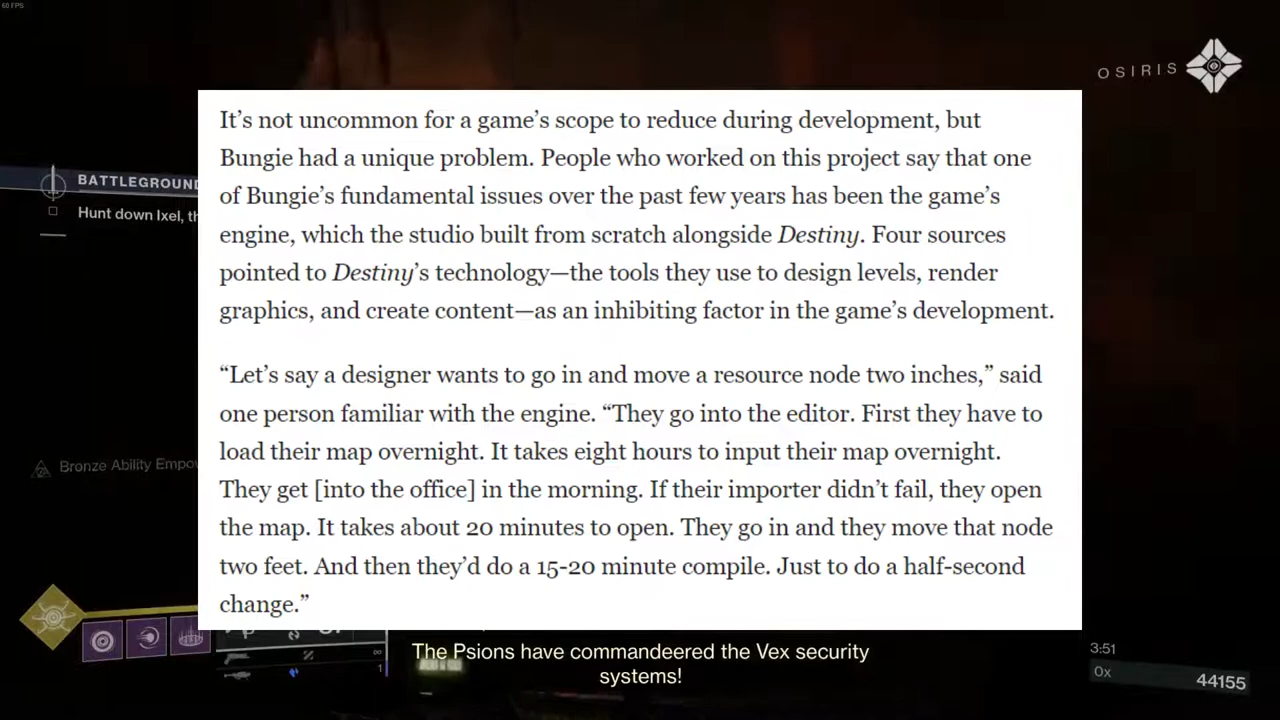 60 FPS
OSIRIS
It’s not uncommon for a game’s scope to reduce during development, but
Bungie had a unique problem. People who worked on this project say that one
of Bungie’s fundamental issues over the past few years has been the game’s
engine, which the studio built from scratch alongside Destiny. Four sources
pointed to Destiny’s technology—the tools they use to design levels, render
graphics, and create content—as an inhibiting factor in the game’s development.
“Let’s say a designer wants to go in and move a resource node two inches,” said
one person familiar with the engine. “They go into the editor. First they have to
load their map overnight. It takes eight hours to input their map overnight.
They get [into the office] in the morning. If their importer didn’t fail, they open
the map. It takes about 20 minutes to open. They go in and they move that node
two feet. And then they’d do a 15-20 minute compile. Just to do a half-second
change.”
BATTLEGROUND
Hunt down Ixel, th
Bronze Ability Empo
∞
1
The Psions have commandeered the Vex security
systems!
3:51
0x
44155